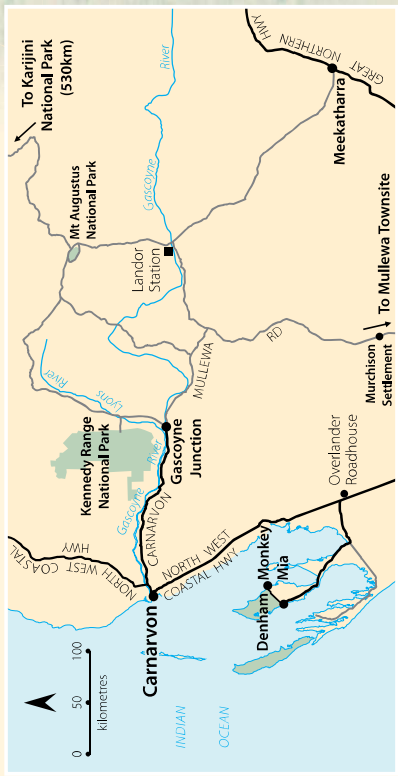 To Karijini
National Park
(530km)
GREAT
NORTHERN
HWY
River
Gascoyne
Meekatharra
Mt Augustus
National Park
Landor
Station
To Mullewa Townsite
Murchison
Settlement
RD
MULLEWA
River
Lyons
Kennedy Range
National Park
Gascoyne
Junction
River
Gascoyne
CARNARVON
Overlander
Roadhouse
NORTH WEST COASTAL
HWY
NORTH WEST
COASTAL HWY
Monkey
Mia
Denham
Carnarvon
0
50
100
kilometres
INDIAN
OCEAN